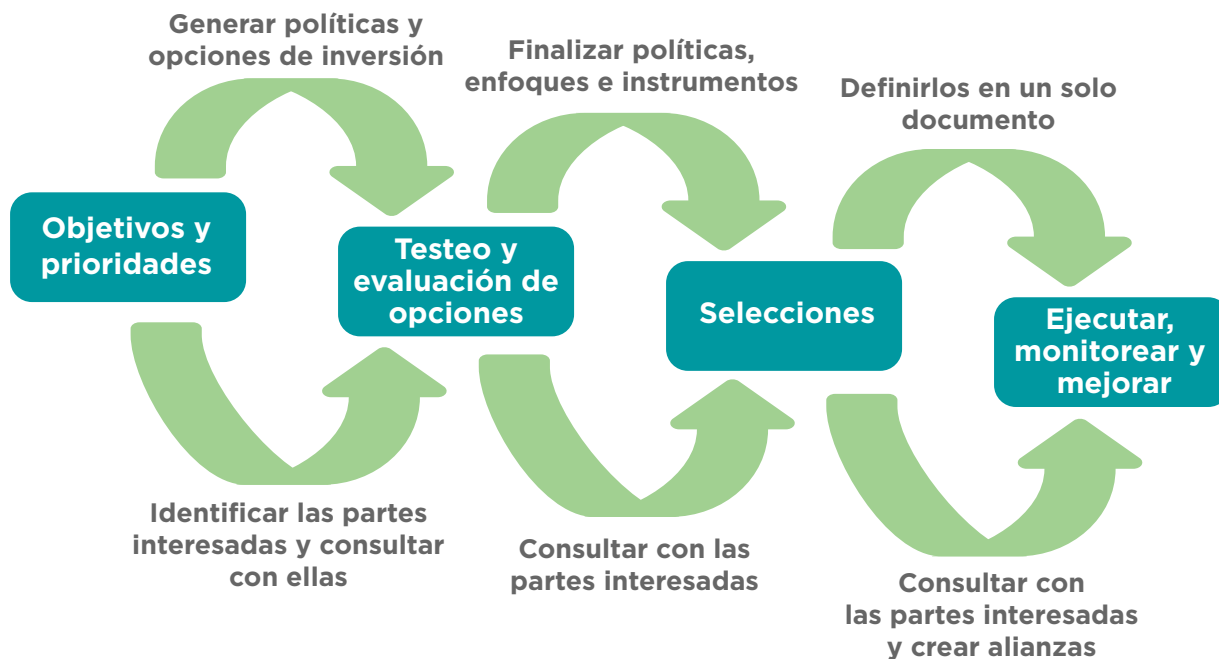 Generar políticas y
opciones de inversión
Finalizar políticas,
enfoques e instrumentos
Definirlos en un solo
documento
Objetivos y
prioridades
Testeo y
evaluación de
opciones
Selecciones
Ejecutar,
monitorear y
mejorar
Identificar las partes
interesadas y consultar
con ellas
Consultar con las
partes interesadas
Consultar con
las partes interesadas
y crear alianzas